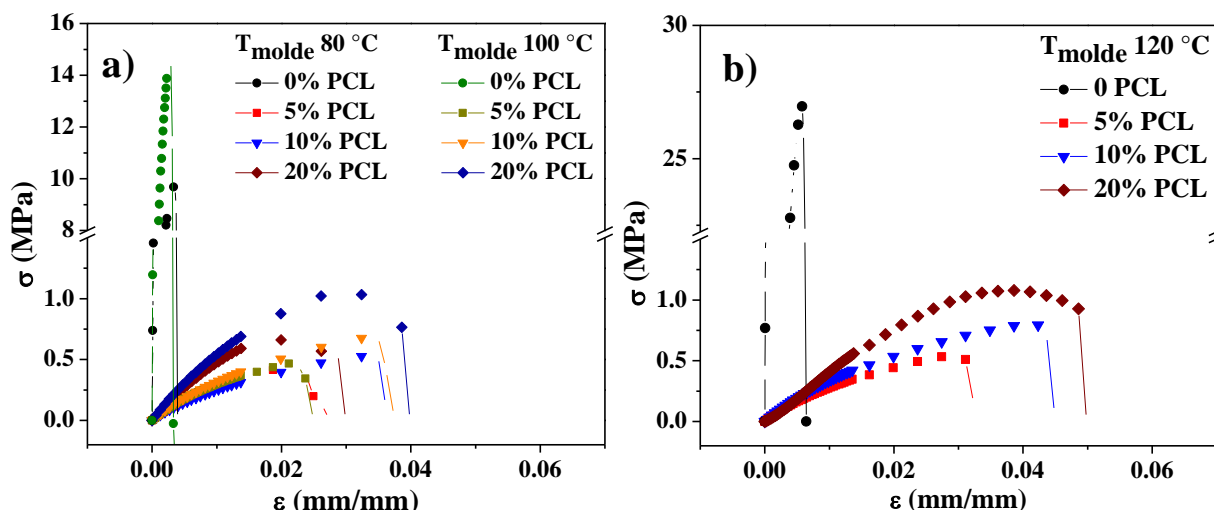 a)
T molde 80 °C
0% PCL
5% PCL
10% PCL
20% PCL
T molde 100 °C
0% PCL
5% PCL
10% PCL
20% PCL
σ (MPa)
16
14
12
10
8
1.0
0.5
0.0
0.00 0.02 0.04 0.06
ε (mm/mm)
b)
T molde 120 °C
0 PCL
5% PCL
10% PCL
20% PCL
σ (MPa)
30
25
1.0
0.5
0.0
0.00 0.02 0.04 0.06
ε (mm/mm)